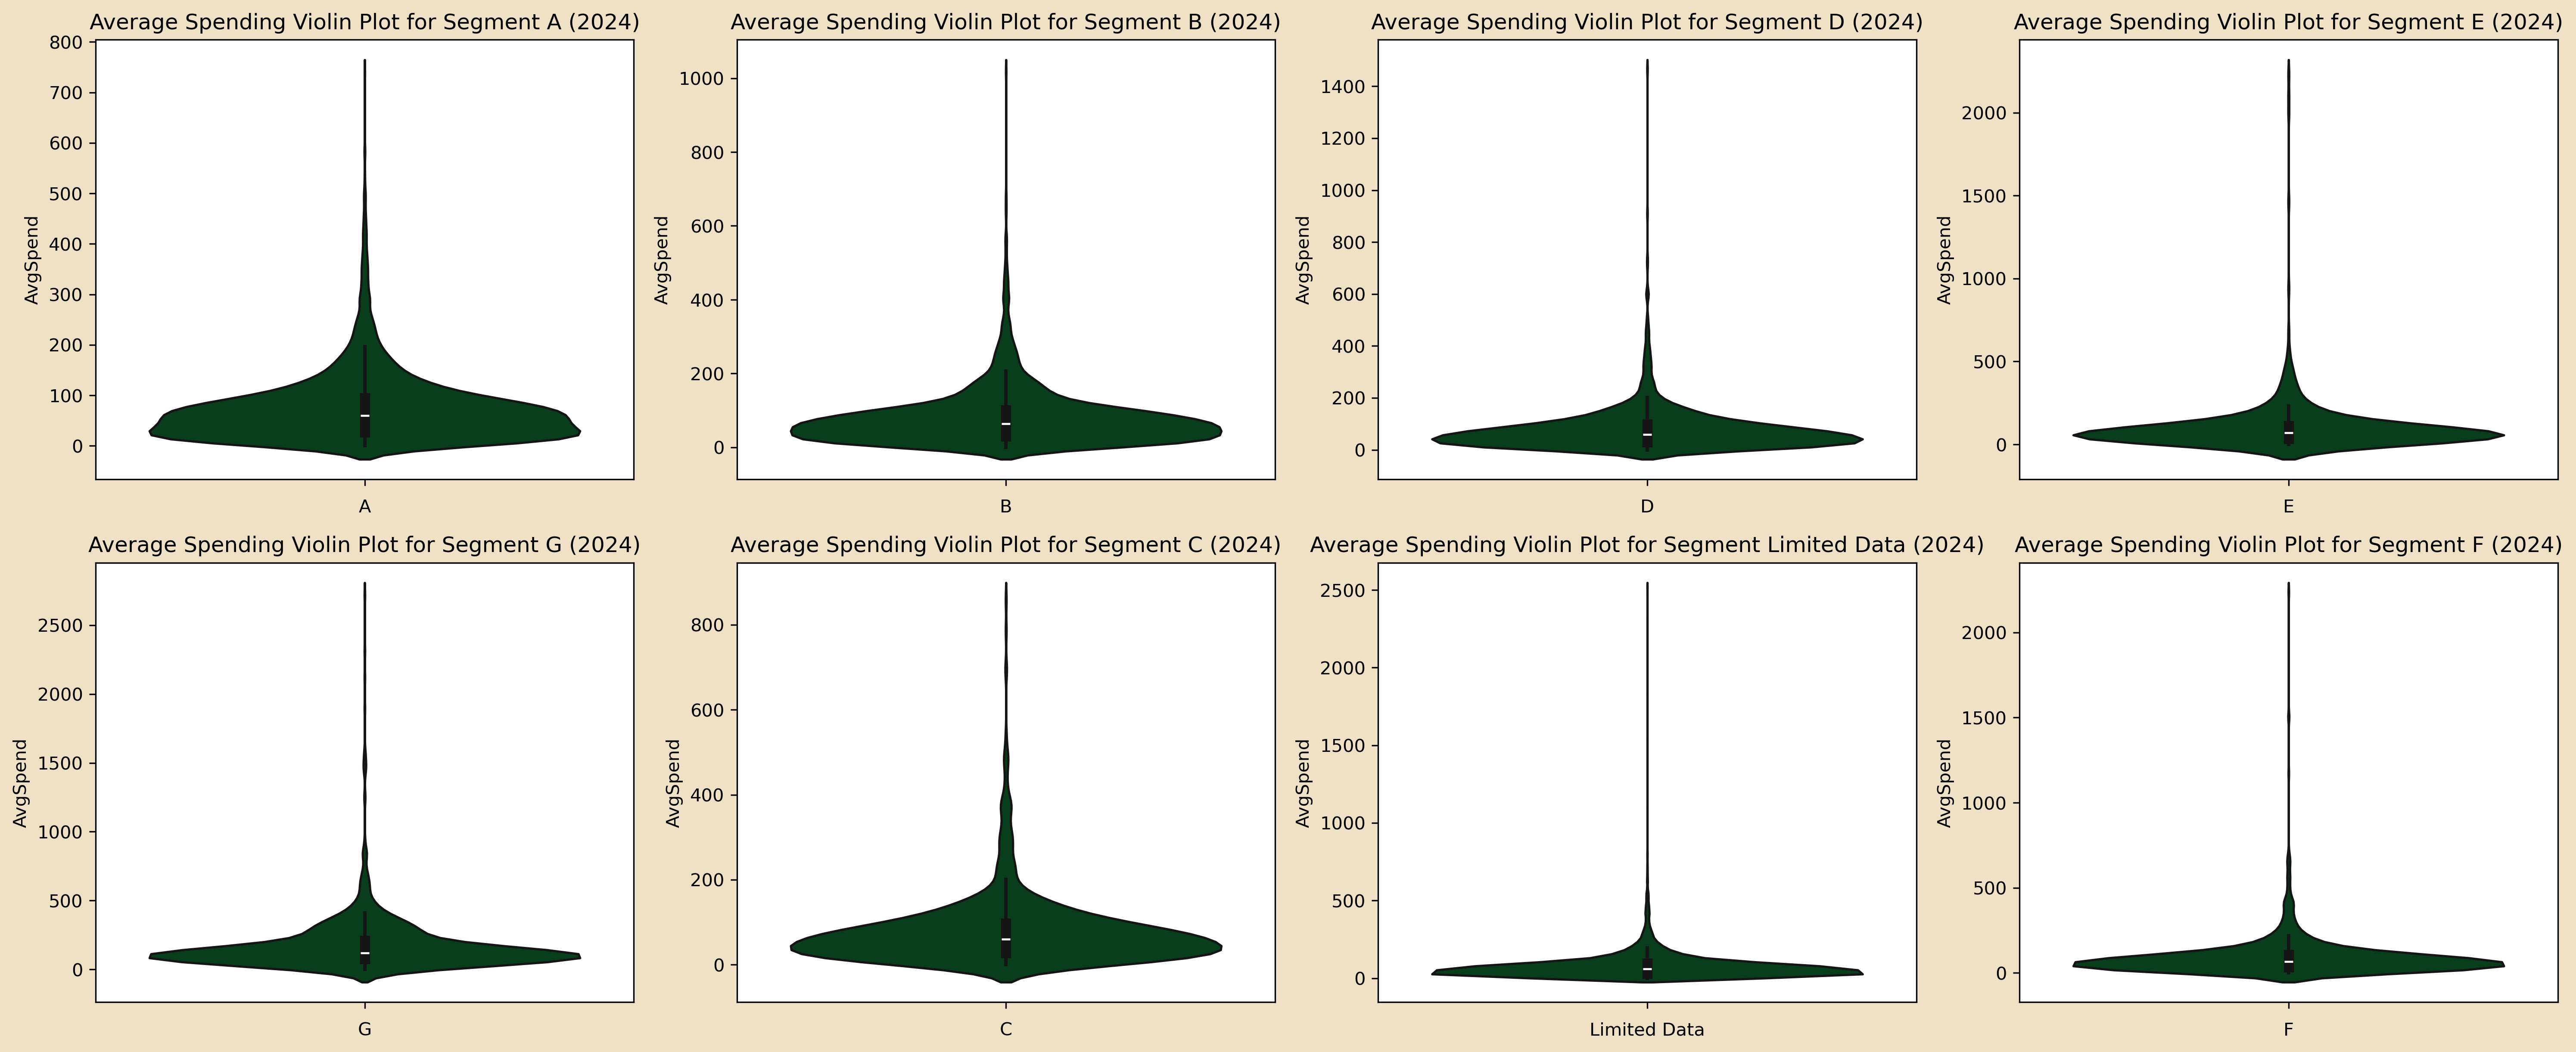 Average Spending Violin Plot for Segment A (2024)
800
700
600
500
400
300
200
100
0
AvgSpend
A
Average Spending Violin Plot for Segment B (2024)
1000
800
600
400
200
0
AvgSpend
B
Average Spending Violin Plot for Segment D (2024)
1400
1200
1000
800
600
400
200
0
AvgSpend
D
Average Spending Violin Plot for Segment E (2024)
2000
1500
1000
500
0
AvgSpend
E
Average Spending Violin Plot for Segment G (2024)
2500
2000
1500
1000
500
0
AvgSpend
G
Average Spending Violin Plot for Segment C (2024)
800
600
400
200
0
AvgSpend
C
Average Spending Violin Plot for Segment Limited Data (2024)
2500
2000
1500
1000
500
0
AvgSpend
Limited Data
Average Spending Violin Plot for Segment F (2024)
2000
1500
1000
500
0
AvgSpend
F